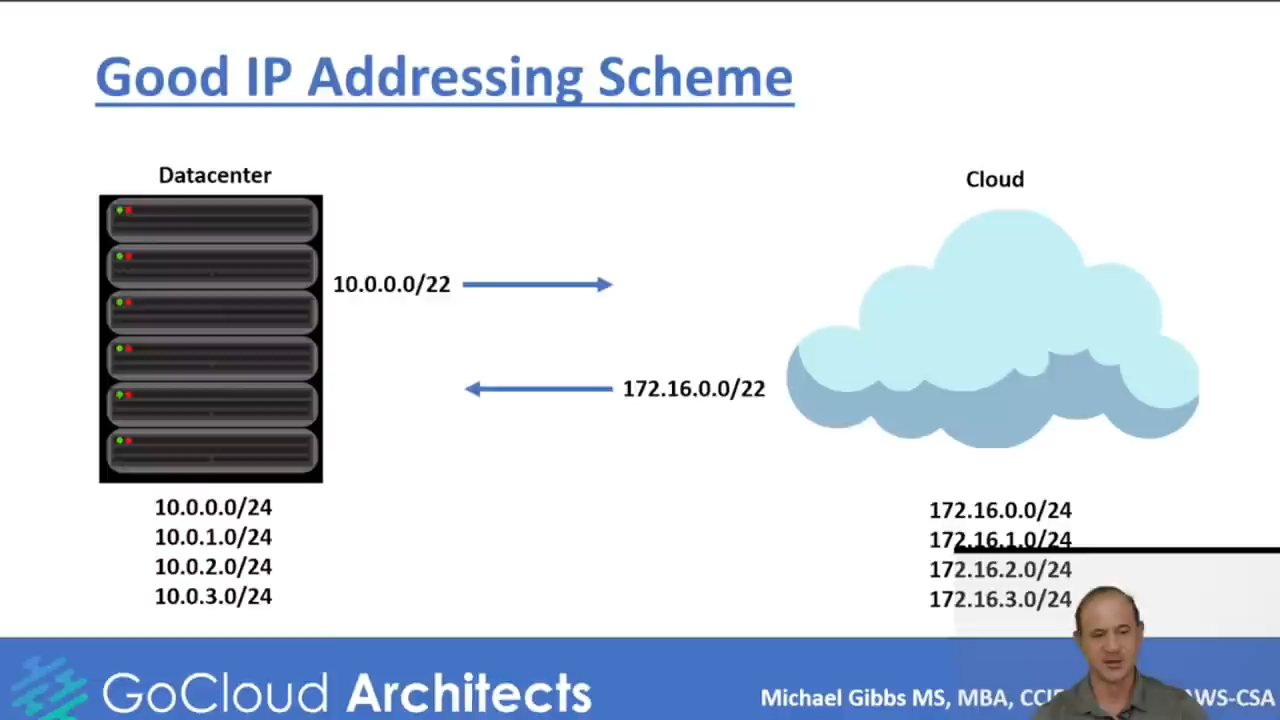 Good IP Addressing Scheme
Datacenter
Cloud
10.0.0.0/22
172.16.0.0/22
10.0.0.0/24
10.0.1.0/24
10.0.2.0/24
10.0.3.0/24
172.16.0.0/24
172.16.1.0/24
172.16.2.0/24
172.16.3.0/24
GoCloud Architects
Michael Gibbs MS, MBA, AWS-CSA